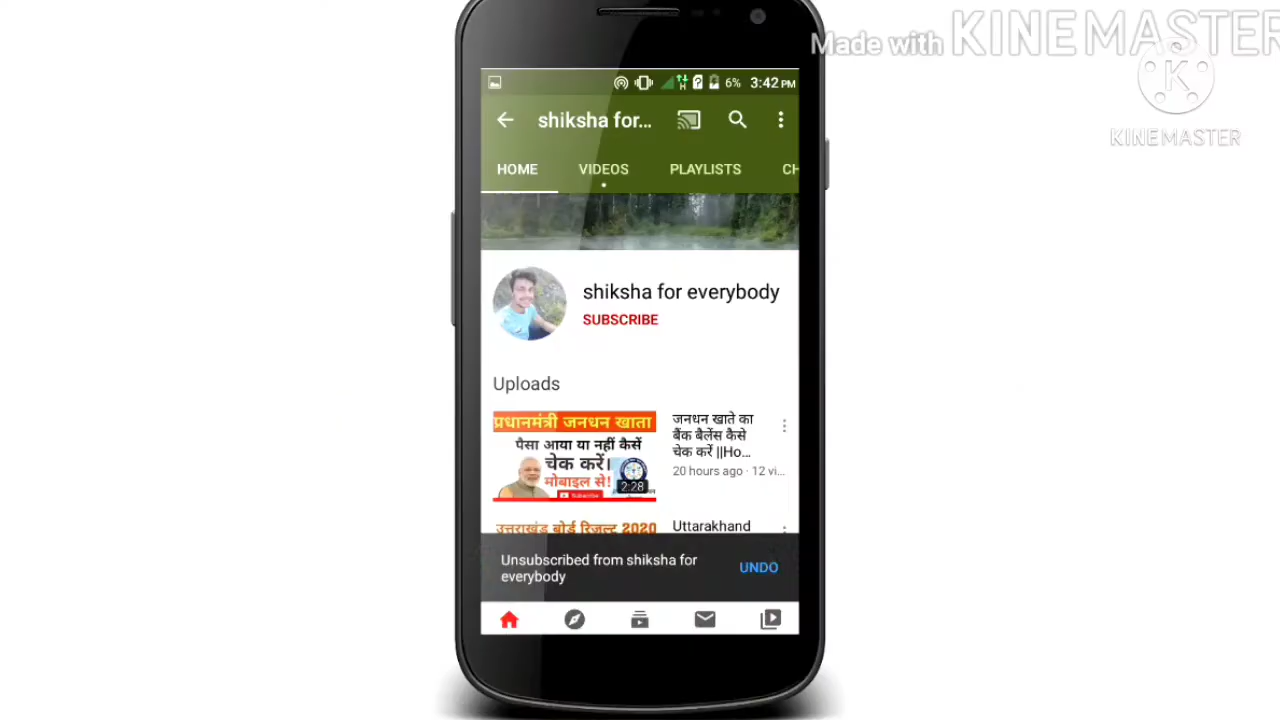 Made with KINEMASTER
K
KINEMASTER
H 6% 3:42 PM
shiksha for...
HOME VIDEOS PLAYLISTS CH
shiksha for everybody
SUBSCRIBE
Uploads
प्रधानमंत्री जनधन खाता
पैसा आया या नहीं कैसें
चेक करें।
मोबाइल से!
2:28
Subscribe
जनधन खाते का
बैंक बैलेंस कैसे
चेक करें ||Ho...
20 hours ago · 12 vi...
उत्तराखंड बोर्ड रिजल्ट 2020
Uttarakhand
Unsubscribed from shiksha for
everybody
UNDO